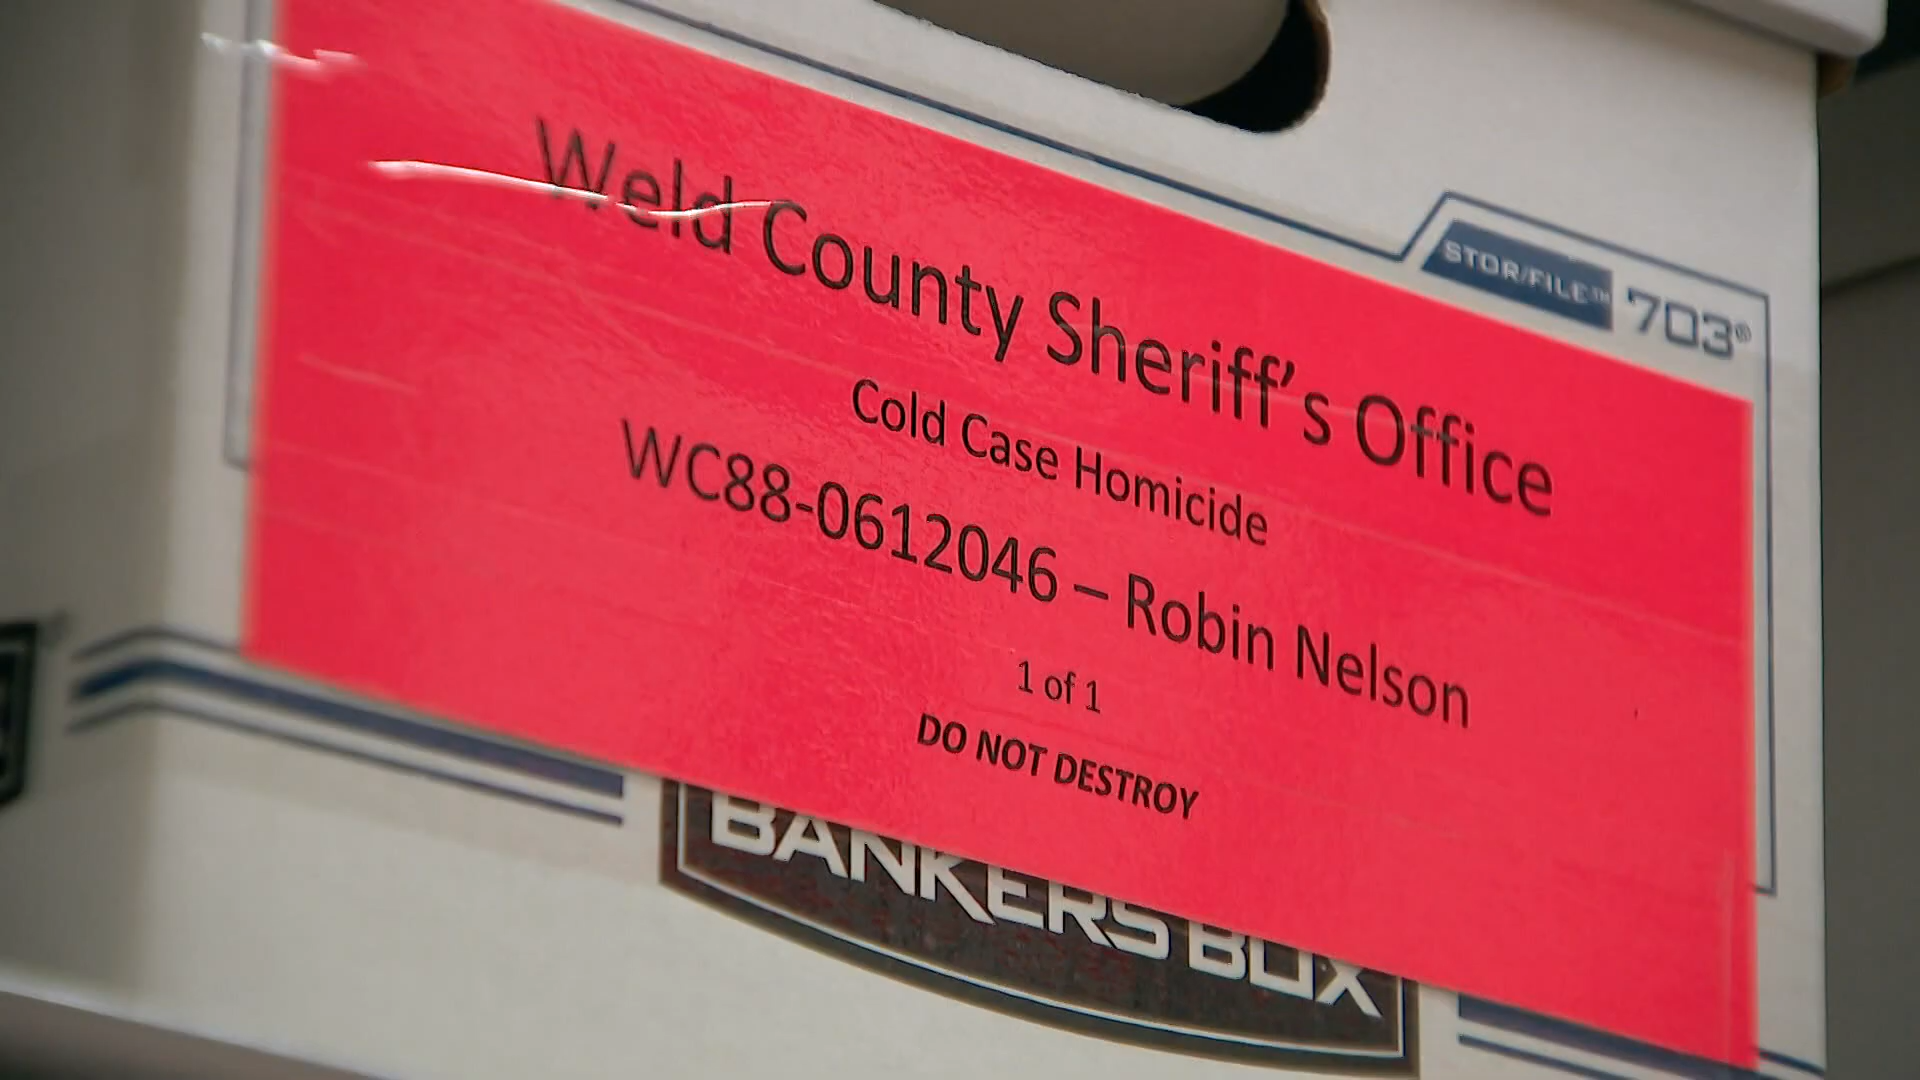 STOR/FILE™ 703®
Weld County Sheriff's Office
Cold Case Homicide
WC88-0612046 – Robin Nelson
1 of 1
DO NOT DESTROY
BANKERS BOX